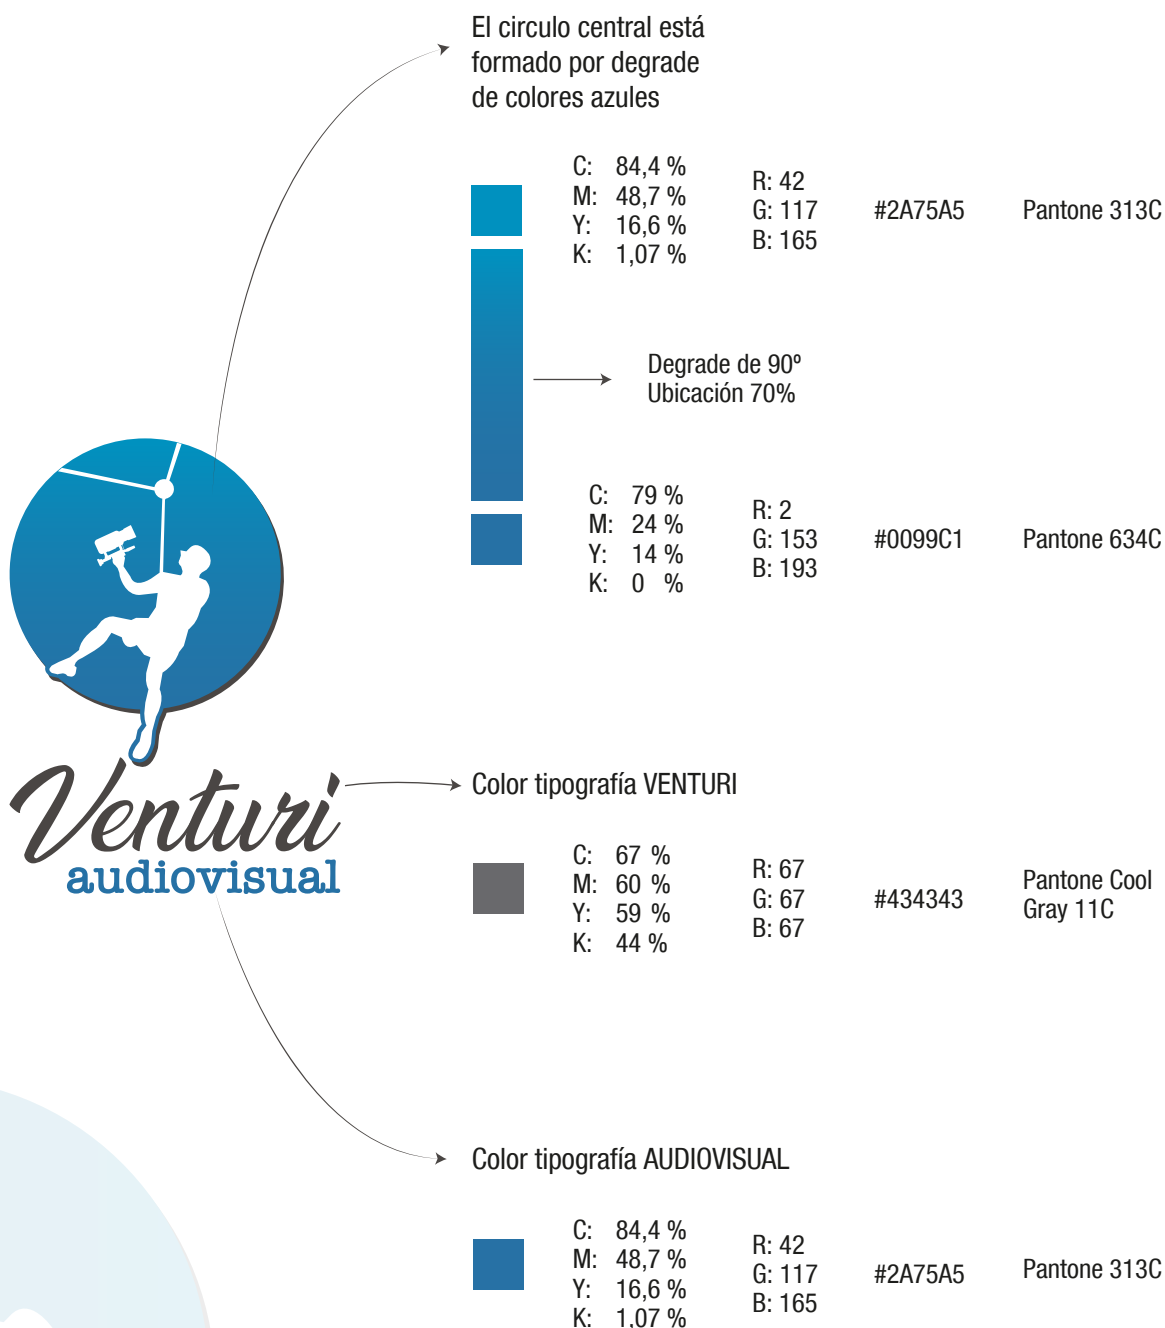 El circulo central está
formado por degrade
de colores azules
C: 84,4 %
M: 48,7 %
Y: 16,6 %
K: 1,07 %
R: 42
G: 117
B: 165
#2A75A5
Pantone 313C
Degrade de 90º
Ubicación 70%
C: 79 %
M: 24 %
Y: 14 %
K: 0 %
R: 2
G: 153
B: 193
#0099C1
Pantone 634C
Venturi
audiovisual
Color tipografía VENTURI
C: 67 %
M: 60 %
Y: 59 %
K: 44 %
R: 67
G: 67
B: 67
#434343
Pantone Cool
Gray 11C
Color tipografía AUDIOVISUAL
C: 84,4 %
M: 48,7 %
Y: 16,6 %
K: 1,07 %
R: 42
G: 117
B: 165
#2A75A5
Pantone 313C